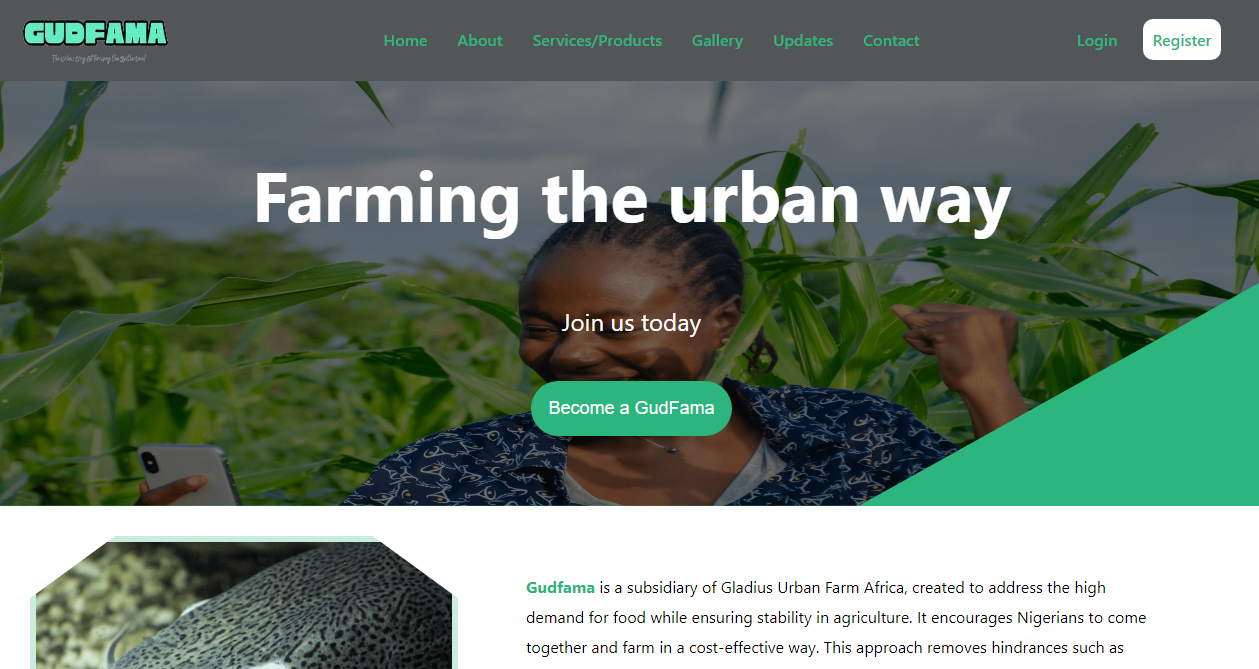 GUDFAMA
Home About Services/Products Gallery Updates Contact Login Register
Farming the urban way
Join us today
Become a GudFama
Gudfama is a subsidiary of Gladius Urban Farm Africa, created to address the high
demand for food while ensuring stability in agriculture. It encourages Nigerians to come
together and farm in a cost-effective way. This approach removes hindrances such as